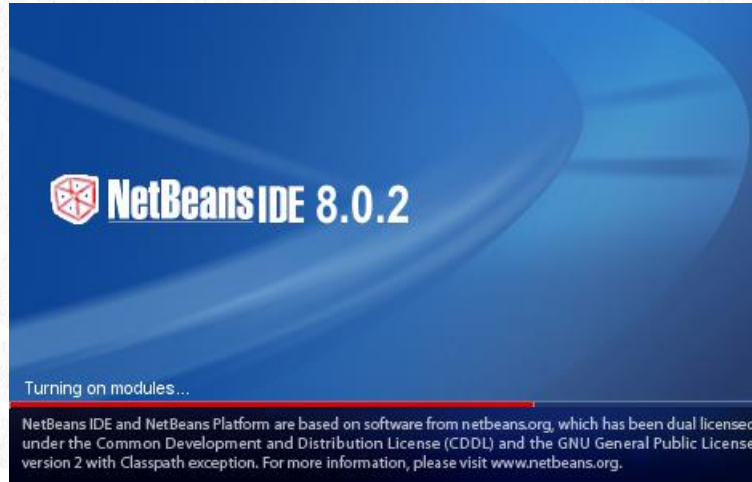 NetBeans IDE 8.0.2
Turning on modules...
NetBeans IDE and NetBeans Platform are based on software from netbeans.org, which has been dual licensed
under the Common Development and Distribution License (CDDL) and the GNU General Public License
version 2 with Classpath exception. For more information, please visit www.netbeans.org.